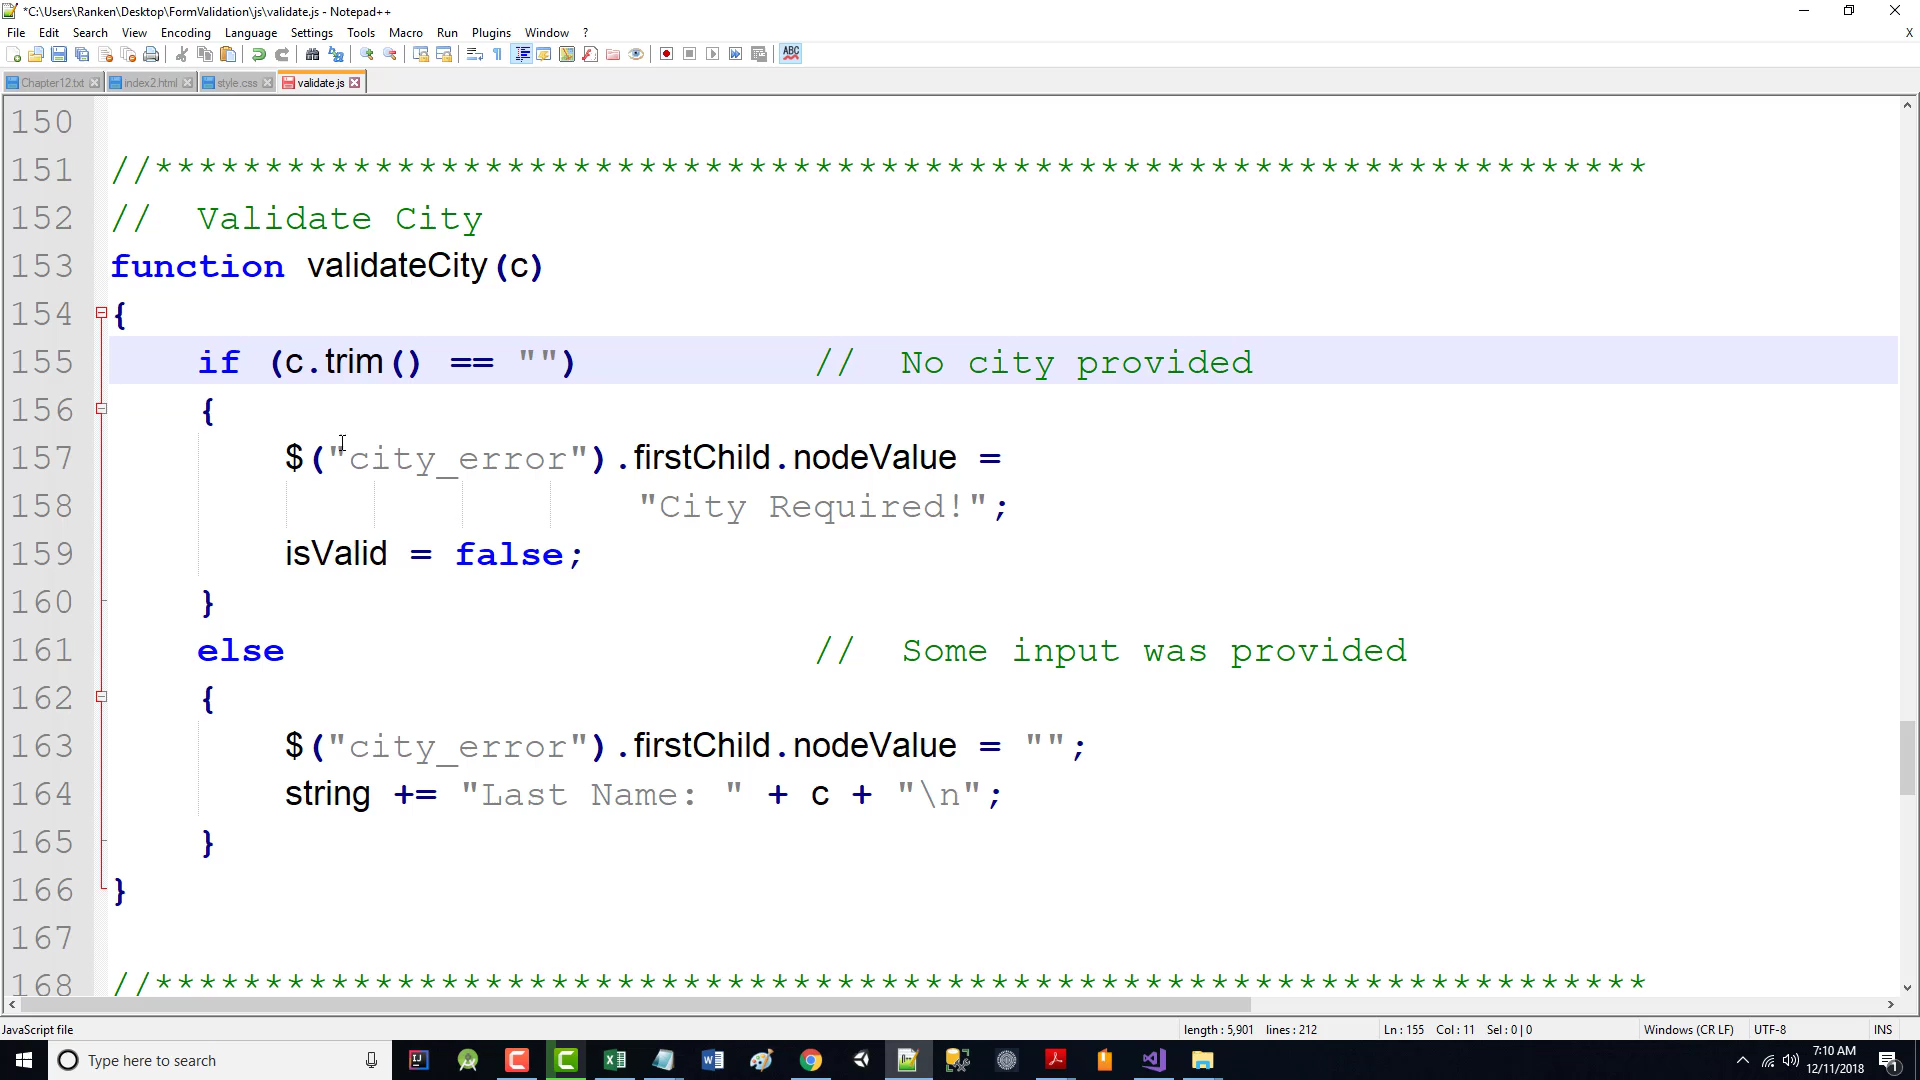 *C:\Users\Ranken\Desktop\FormValidation\js\validate.js - Notepad++
File Edit Search View Encoding Language Settings Tools Macro Run Plugins Window ? X
Chapter12.txt index2.html style.css validate.js
150
151 //********************************************************************
152 // Validate City
153 function validateCity(c)
154 {
155 if (c.trim() == "") // No city provided
156 {
157 $("city_error").firstChild.nodeValue =
158 "City Required!";
159 isValid = false;
160 }
161 else // Some input was provided
162 {
163 $("city_error").firstChild.nodeValue = "";
164 string += "Last Name: " + c + "\n";
165 }
166 }
167
168 //********************************************************************
JavaScript file length : 5,901 lines : 212 Ln : 155 Col : 11 Sel : 0 | 0 Windows (CR LF) UTF-8 INS
Type here to search 7:10 AM
12/11/2018